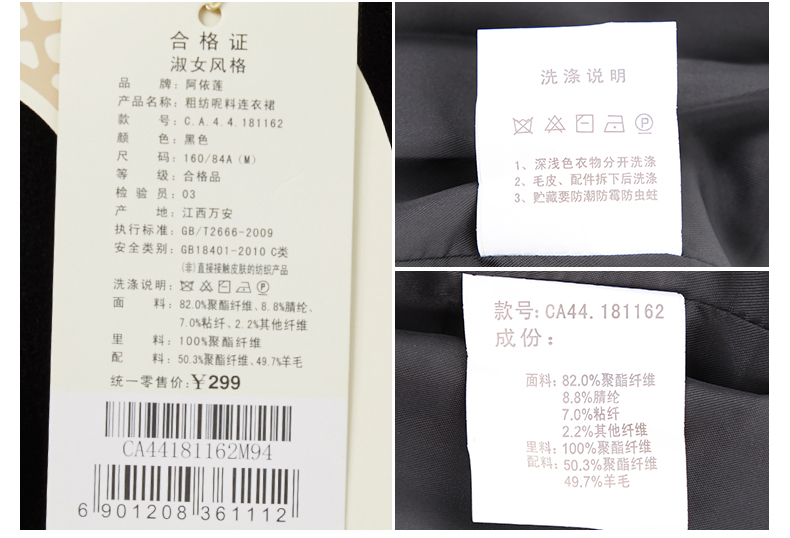 合格证
淑女风格
品 牌: 阿依莲
产品名称: 粗纺呢料连衣裙
款 号: C.A.4.4.181162
颜 色: 黑色
尺 码: 160/84A (M)
等 级: 合格品
检 验 员: 03
产 地: 江西万安
执行标准: GB/T2666-2009
安全类别: GB18401-2010 C类
(非)直接接触皮肤的纺织产品
洗涤说明: P
面 料: 82.0%聚酯纤维、8.8%腈纶、
7.0%粘纤、2.2%其他纤维
里 料: 100%聚酯纤维
配 料: 50.3%聚酯纤维、49.7%羊毛
统一零售价: ¥299
CA44181162M94
6 901208 361112
洗涤说明
P
1、深浅色衣物分开洗涤
2、毛皮、配件拆下后洗涤
3、贮藏要防潮防霉防虫蛀
款号: CA44.181162
成份:
面料: 82.0%聚酯纤维
8.8%腈纶
7.0%粘纤
2.2%其他纤维
里料: 100%聚酯纤维
配料: 50.3%聚酯纤维
49.7%羊毛